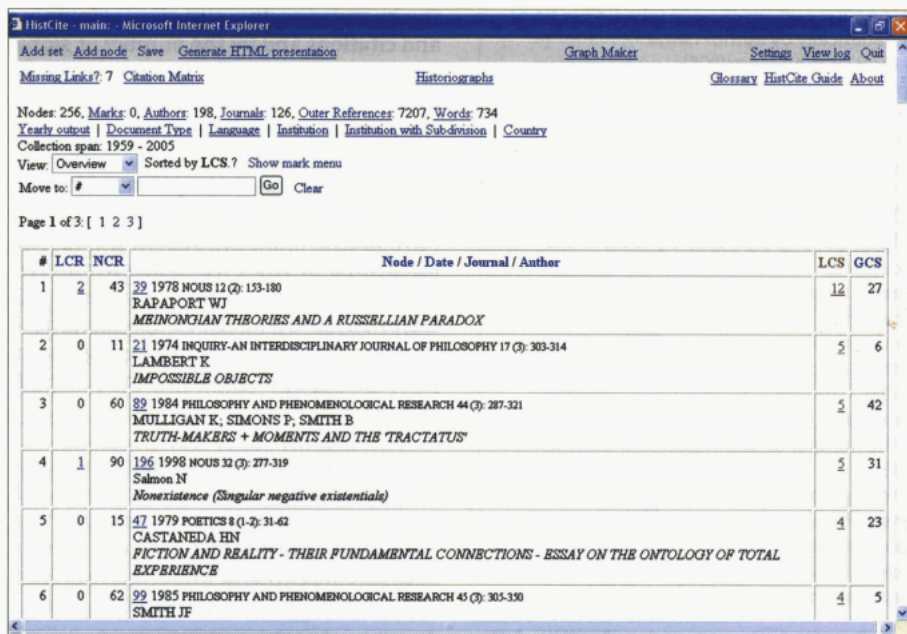 HistCite - main: - Microsoft Internet Explorer
Add set Add node Save Generate HTML presentation Graph Maker Settings View log Quit
Missing Links?: 7 Citation Matrix Historiographs Glossary HistCite Guide About
Nodes: 256, Marks: 0, Authors: 198, Journals: 126, Outer References: 7207, Words: 734
Yearly output | Document Type | Language | Institution | Institution with Subdivision | Country
Collection span: 1959 - 2005
View: Overview Sorted by LCS.? Show mark menu
Move to: # Go Clear
Page 1 of 3: [ 1 2 3 ]
# LCR NCR Node / Date / Journal / Author LCS GCS
1 2 43 39 1978 NOUS 12 (2): 153-180 12 27
RAPAPORT WJ
MEINONGIAN THEORIES AND A RUSSELLIAN PARADOX
2 0 11 21 1974 INQUIRY-AN INTERDISCIPLINARY JOURNAL OF PHILOSOPHY 17 (3): 303-314 5 6
LAMBERT K
IMPOSSIBLE OBJECTS
3 0 60 89 1984 PHILOSOPHY AND PHENOMENOLOGICAL RESEARCH 44 (3): 287-321 5 42
MULLIGAN K; SIMONS P; SMITH B
TRUTH-MAKERS + MOMENTS AND THE 'TRACTATUS'
4 1 90 196 1998 NOUS 32 (3): 277-319 5 31
Salmon N
Nonexistence (Singular negative existentials)
5 0 15 47 1979 POETICS 8 (1-2): 31-62 4 23
CASTANEDA HN
FICTION AND REALITY - THEIR FUNDAMENTAL CONNECTIONS - ESSAY ON THE ONTOLOGY OF TOTAL
EXPERIENCE
6 0 62 99 1985 PHILOSOPHY AND PHENOMENOLOGICAL RESEARCH 45 (3): 305-350 4 5
SMITH JF